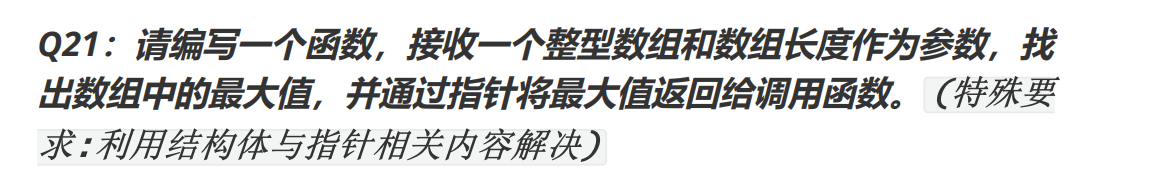 Q21：请编写一个函数，接收一个整型数组和数组长度作为参数，找
出数组中的最大值，并通过指针将最大值返回给调用函数。（特殊要
求:利用结构体与指针相关内容解决）